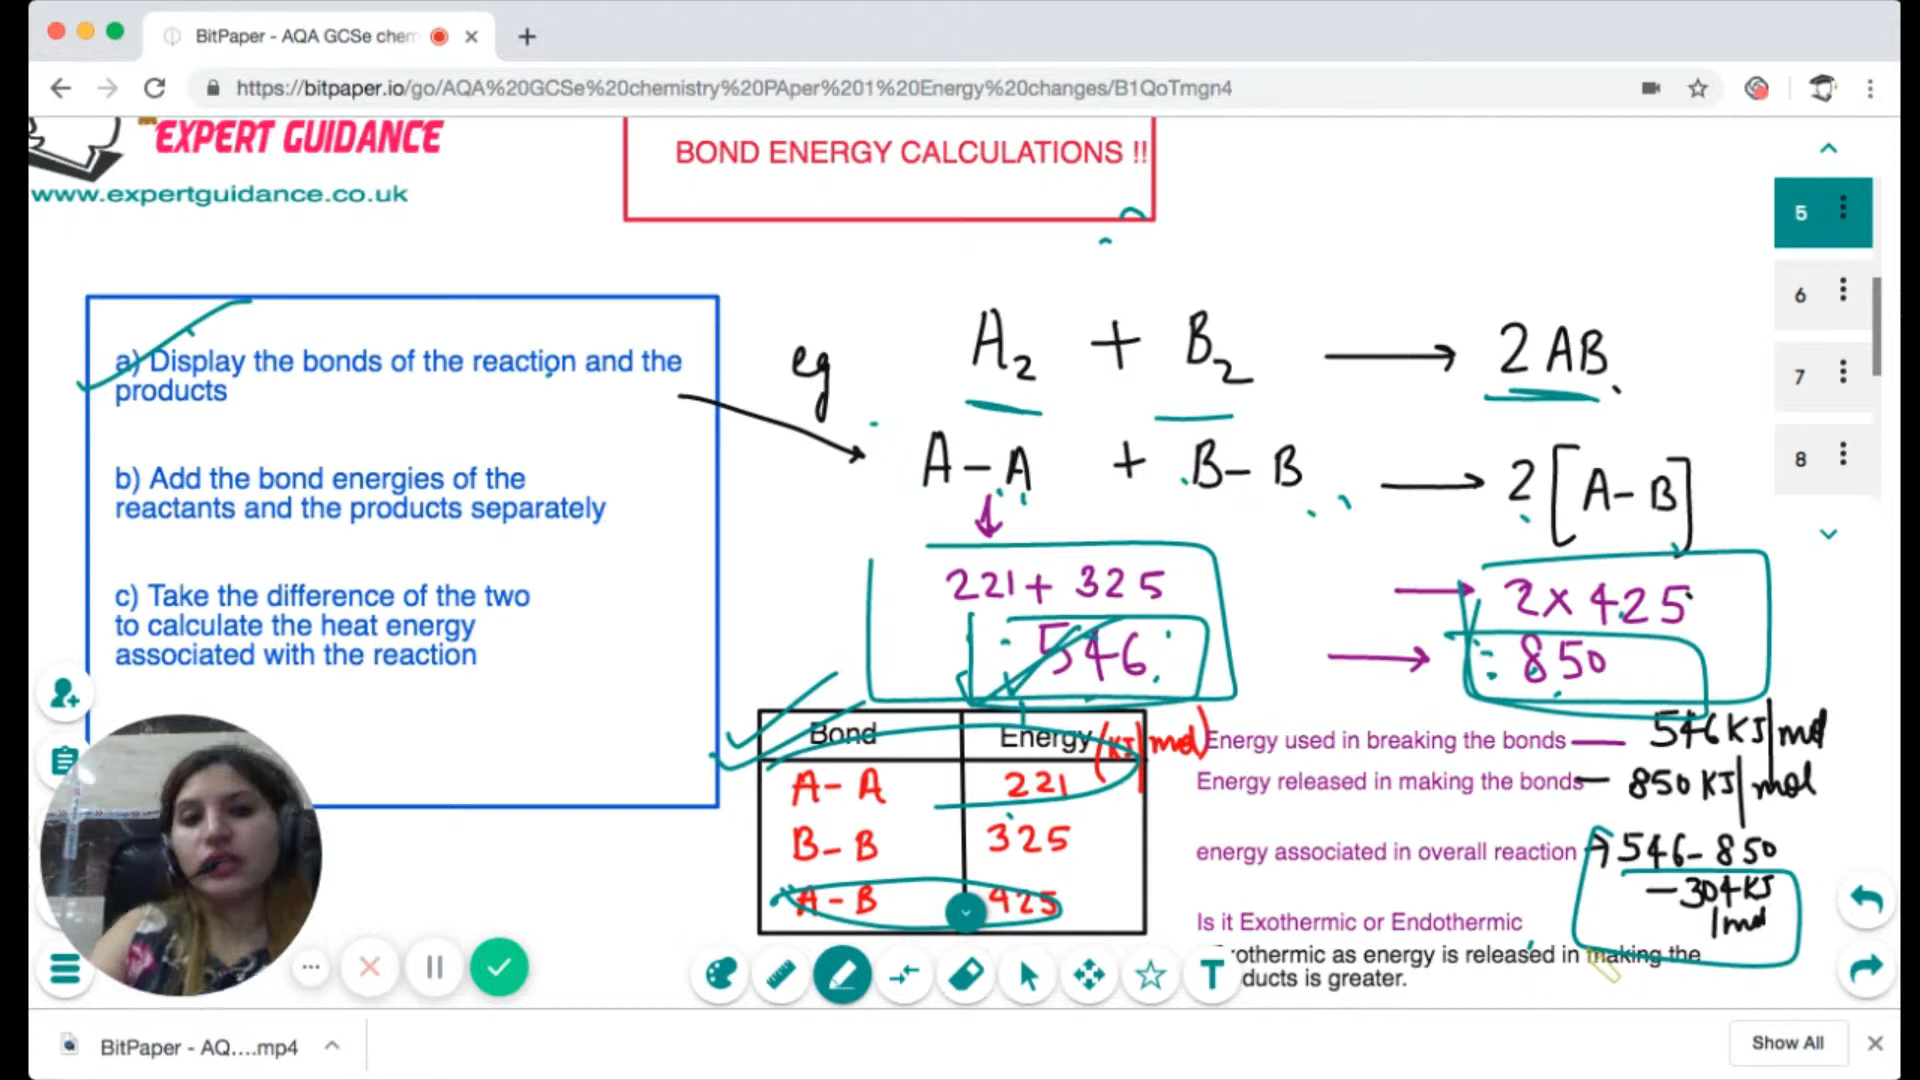 BitPaper - AQA GCSe chem
https://bitpaper.io/go/AQA%20GCSe%20chemistry%20PAper%201%20Energy%20changes/B1QoTmgn4
EXPERT GUIDANCE
www.expertguidance.co.uk
BOND ENERGY CALCULATIONS !!
5
6
7
8
a) Display the bonds of the reaction and the
products
b) Add the bond energies of the
reactants and the products separately
c) Take the difference of the two
to calculate the heat energy
associated with the reaction
eg A₂ + B₂ → 2AB
A-A + B-B → 2[A-B]
221+ 325 → 2x425
546 → 850
Bond Energy (KJ/mol)
A-A 221
B-B 325
A-B 425
Energy used in breaking the bonds — 546 KJ/mol
Energy released in making the bonds — 850 KJ/mol
energy associated in overall reaction → 546-850
-304 KJ
/mol
Is it Exothermic or Endothermic
xothermic as energy is released in making the
ducts is greater.
T
BitPaper - AQ....mp4
Show All